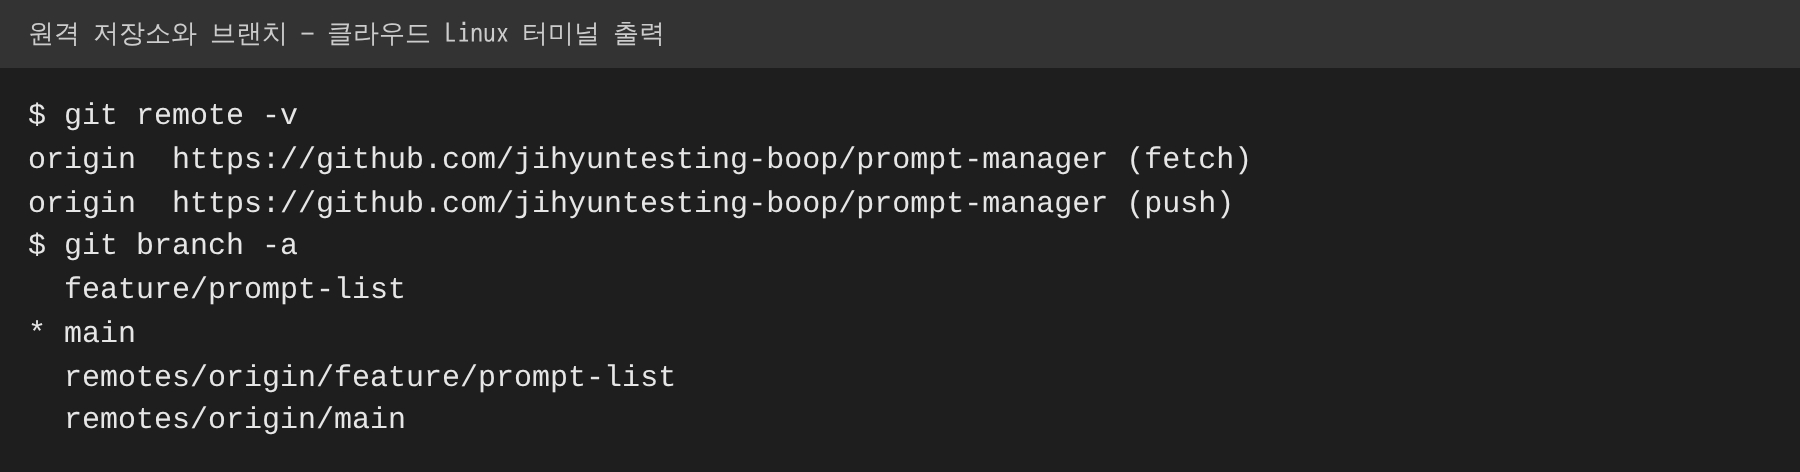 원격 저장소와 브랜치 — 클라우드 Linux 터미널 출력
$ git remote -v
origin  https://github.com/jihyuntesting-boop/prompt-manager (fetch)
origin  https://github.com/jihyuntesting-boop/prompt-manager (push)
$ git branch -a
  feature/prompt-list
* main
  remotes/origin/feature/prompt-list
  remotes/origin/main